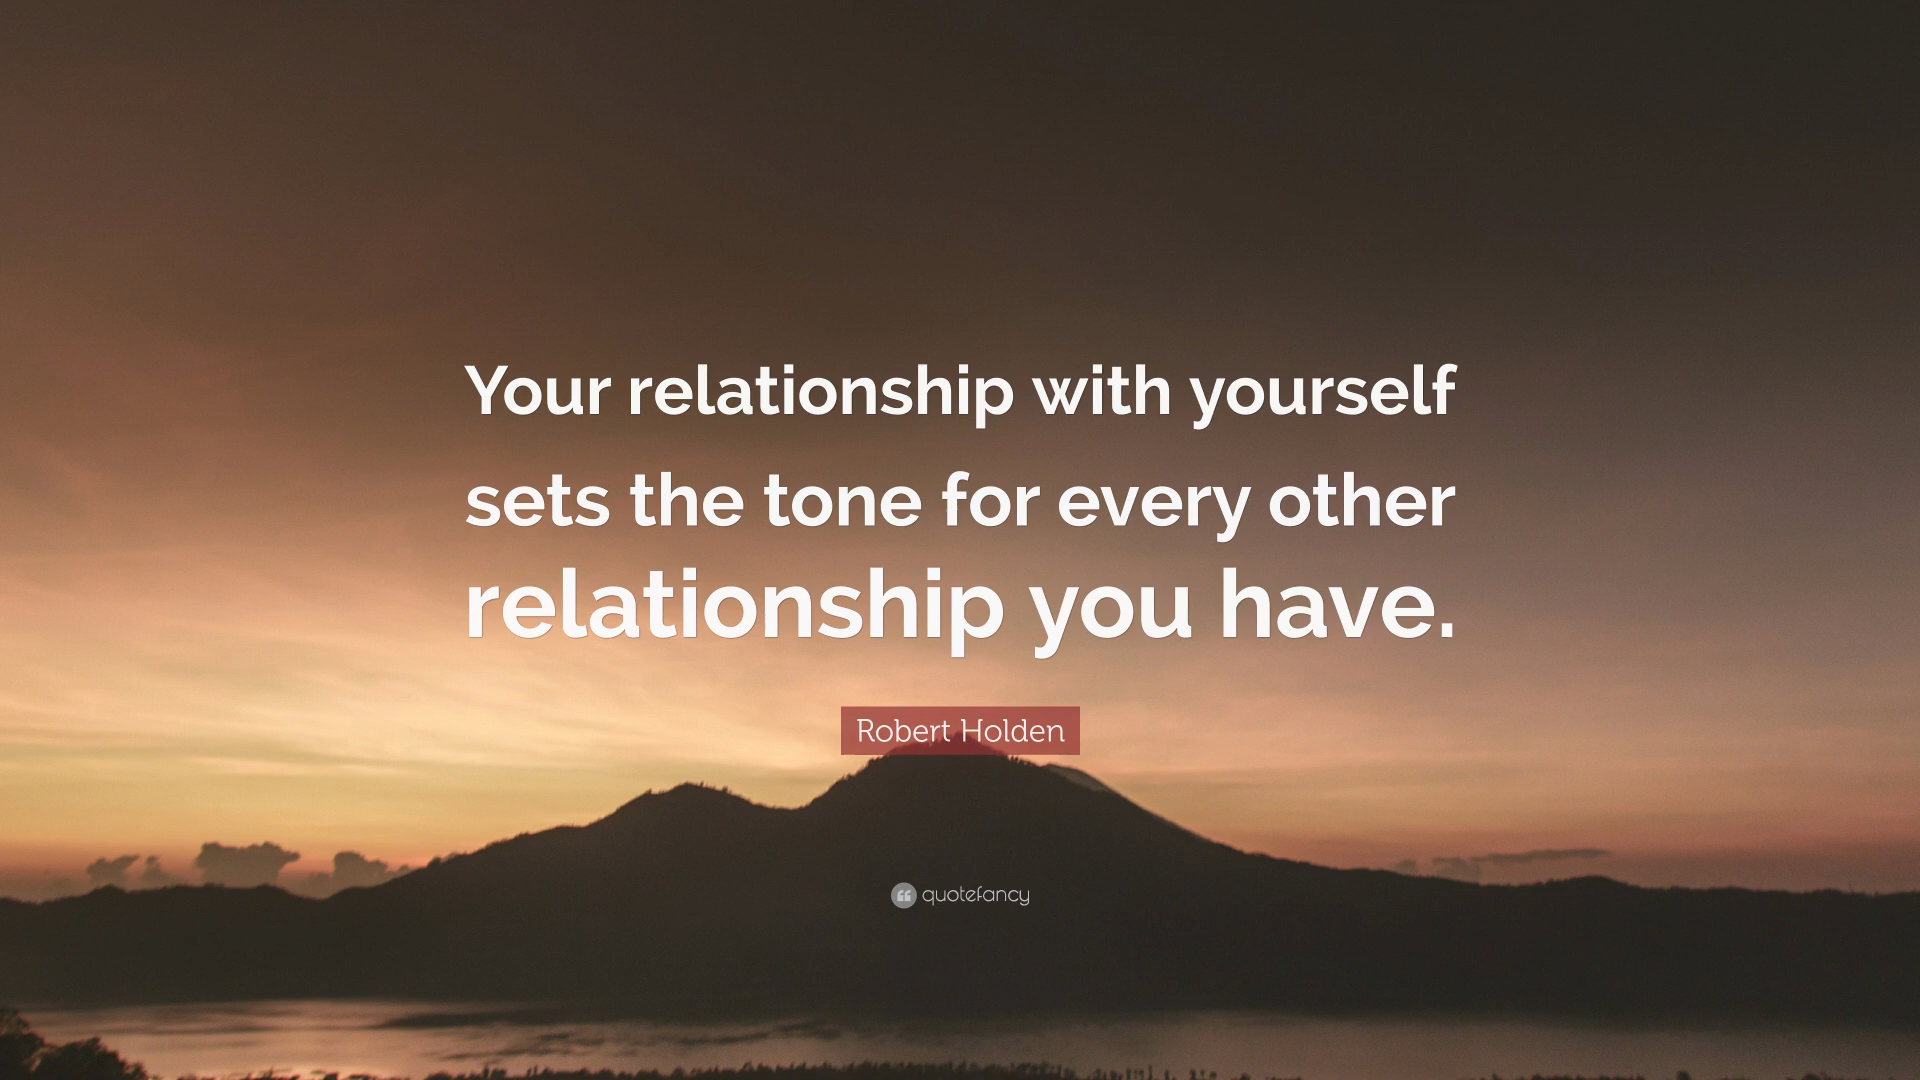 Your relationship with yourself
sets the tone for every other
relationship you have.
Robert Holden
quotefancy